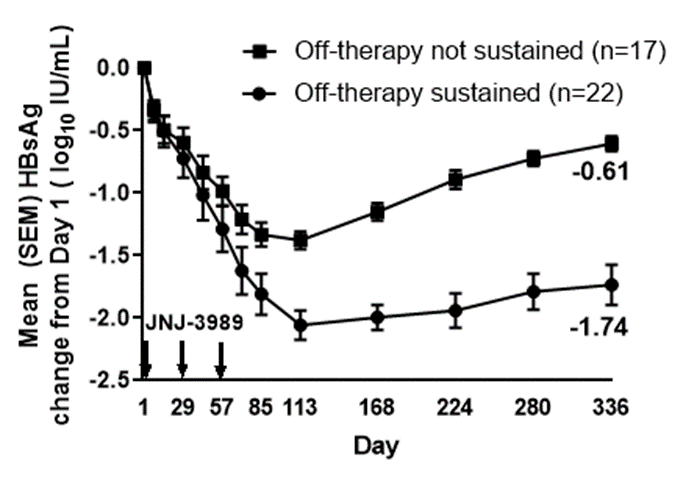 Off-therapy not sustained (n=17)
Off-therapy sustained (n=22)
Mean (SEM) HBsAg
change from Day 1 ( log10 IU/mL)
0.0
-0.5
-1.0
-1.5
-2.0
-2.5
-0.61
-1.74
JNJ-3989
1 29 57 85 113 168 224 280 336
Day